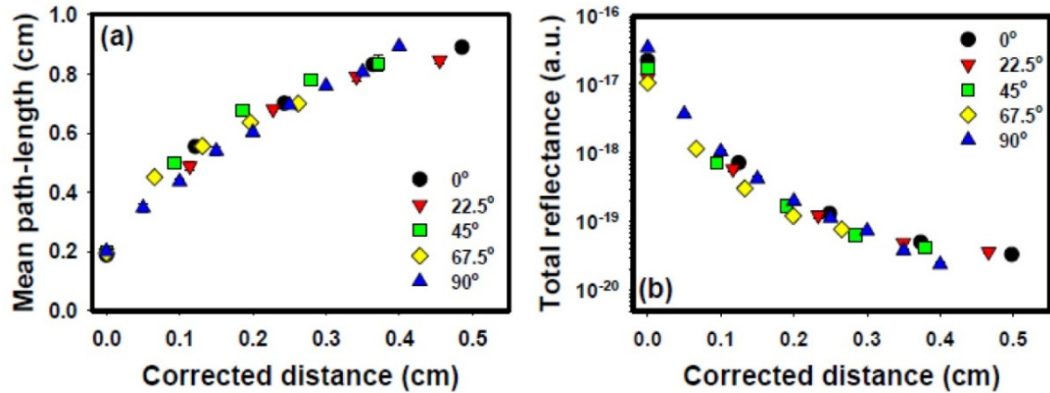 (a)
Mean path-length (cm)
1.0
0.8
0.6
0.4
0.2
0.0
0°
22.5°
45°
67.5°
90°
0.0 0.1 0.2 0.3 0.4 0.5
Corrected distance (cm)
(b)
Total reflectance (a.u.)
10⁻¹⁶
10⁻¹⁷
10⁻¹⁸
10⁻¹⁹
10⁻²⁰
0°
22.5°
45°
67.5°
90°
0.0 0.1 0.2 0.3 0.4 0.5
Corrected distance (cm)